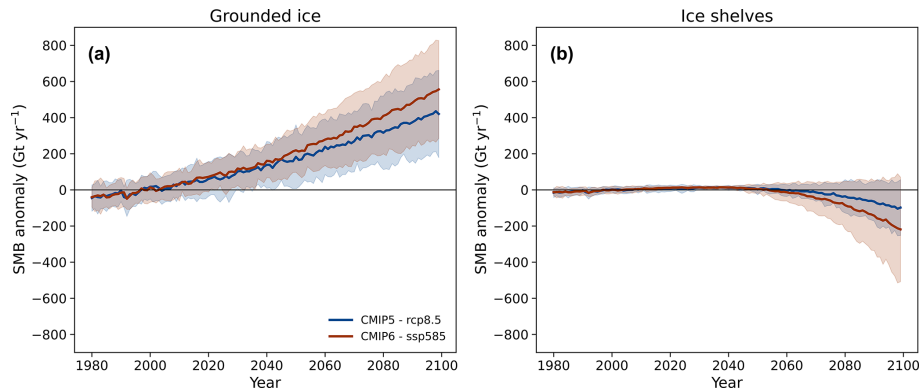 Grounded ice
(a)
SMB anomaly (Gt yr⁻¹)
800
600
400
200
0
−200
−400
−600
−800
CMIP5 - rcp8.5
CMIP6 - ssp585
1980 2000 2020 2040 2060 2080 2100
Year
Ice shelves
(b)
SMB anomaly (Gt yr⁻¹)
800
600
400
200
0
−200
−400
−600
−800
1980 2000 2020 2040 2060 2080 2100
Year